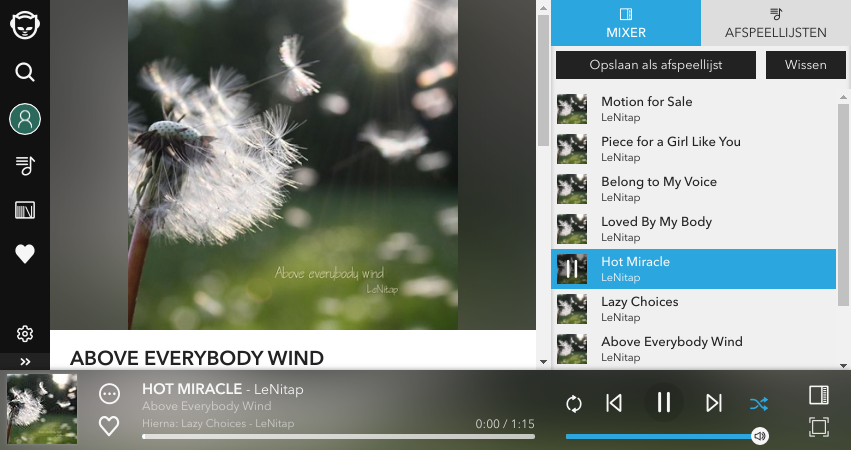 Above everybody wind
LeNitap
ABOVE EVERYBODY WIND
MIXER
AFSPEELLIJSTEN
Opslaan als afspeellijst
Wissen
Motion for Sale
LeNitap
Piece for a Girl Like You
LeNitap
Belong to My Voice
LeNitap
Loved By My Body
LeNitap
Hot Miracle
LeNitap
Lazy Choices
LeNitap
Above Everybody Wind
LeNitap
HOT MIRACLE - LeNitap
Above Everybody Wind
Hierna: Lazy Choices - LeNitap
0:00 / 1:15